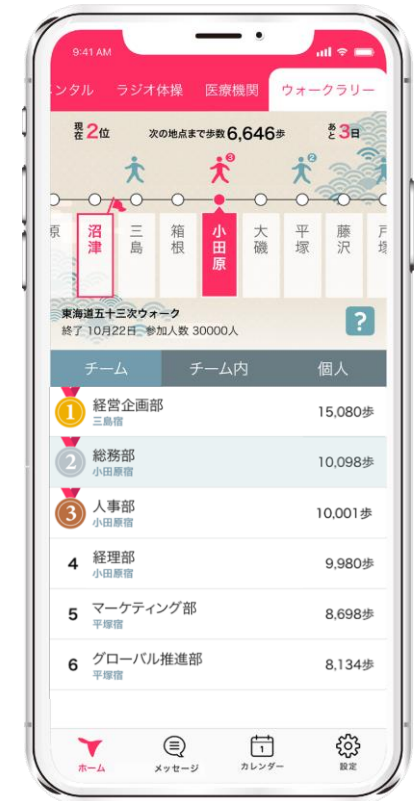 9:41 AM
ンタル ラジオ体操 医療機関 ウォークラリー
現在2位 次の地点まで歩数6,646歩 あと3日
3 2
原 沼津 三島 箱根 小田原 大磯 平塚 藤沢 戸塚
東海道五十三次ウォーク
終了 10月22日 参加人数 30000人
?
チーム チーム内 個人
1 経営企画部 15,080歩
三島宿
2 総務部 10,098歩
小田原宿
3 人事部 10,001歩
小田原宿
4 経理部 9,980歩
小田原宿
5 マーケティング部 8,698歩
平塚宿
6 グローバル推進部 8,134歩
平塚宿
1
ホーム メッセージ カレンダー 設定